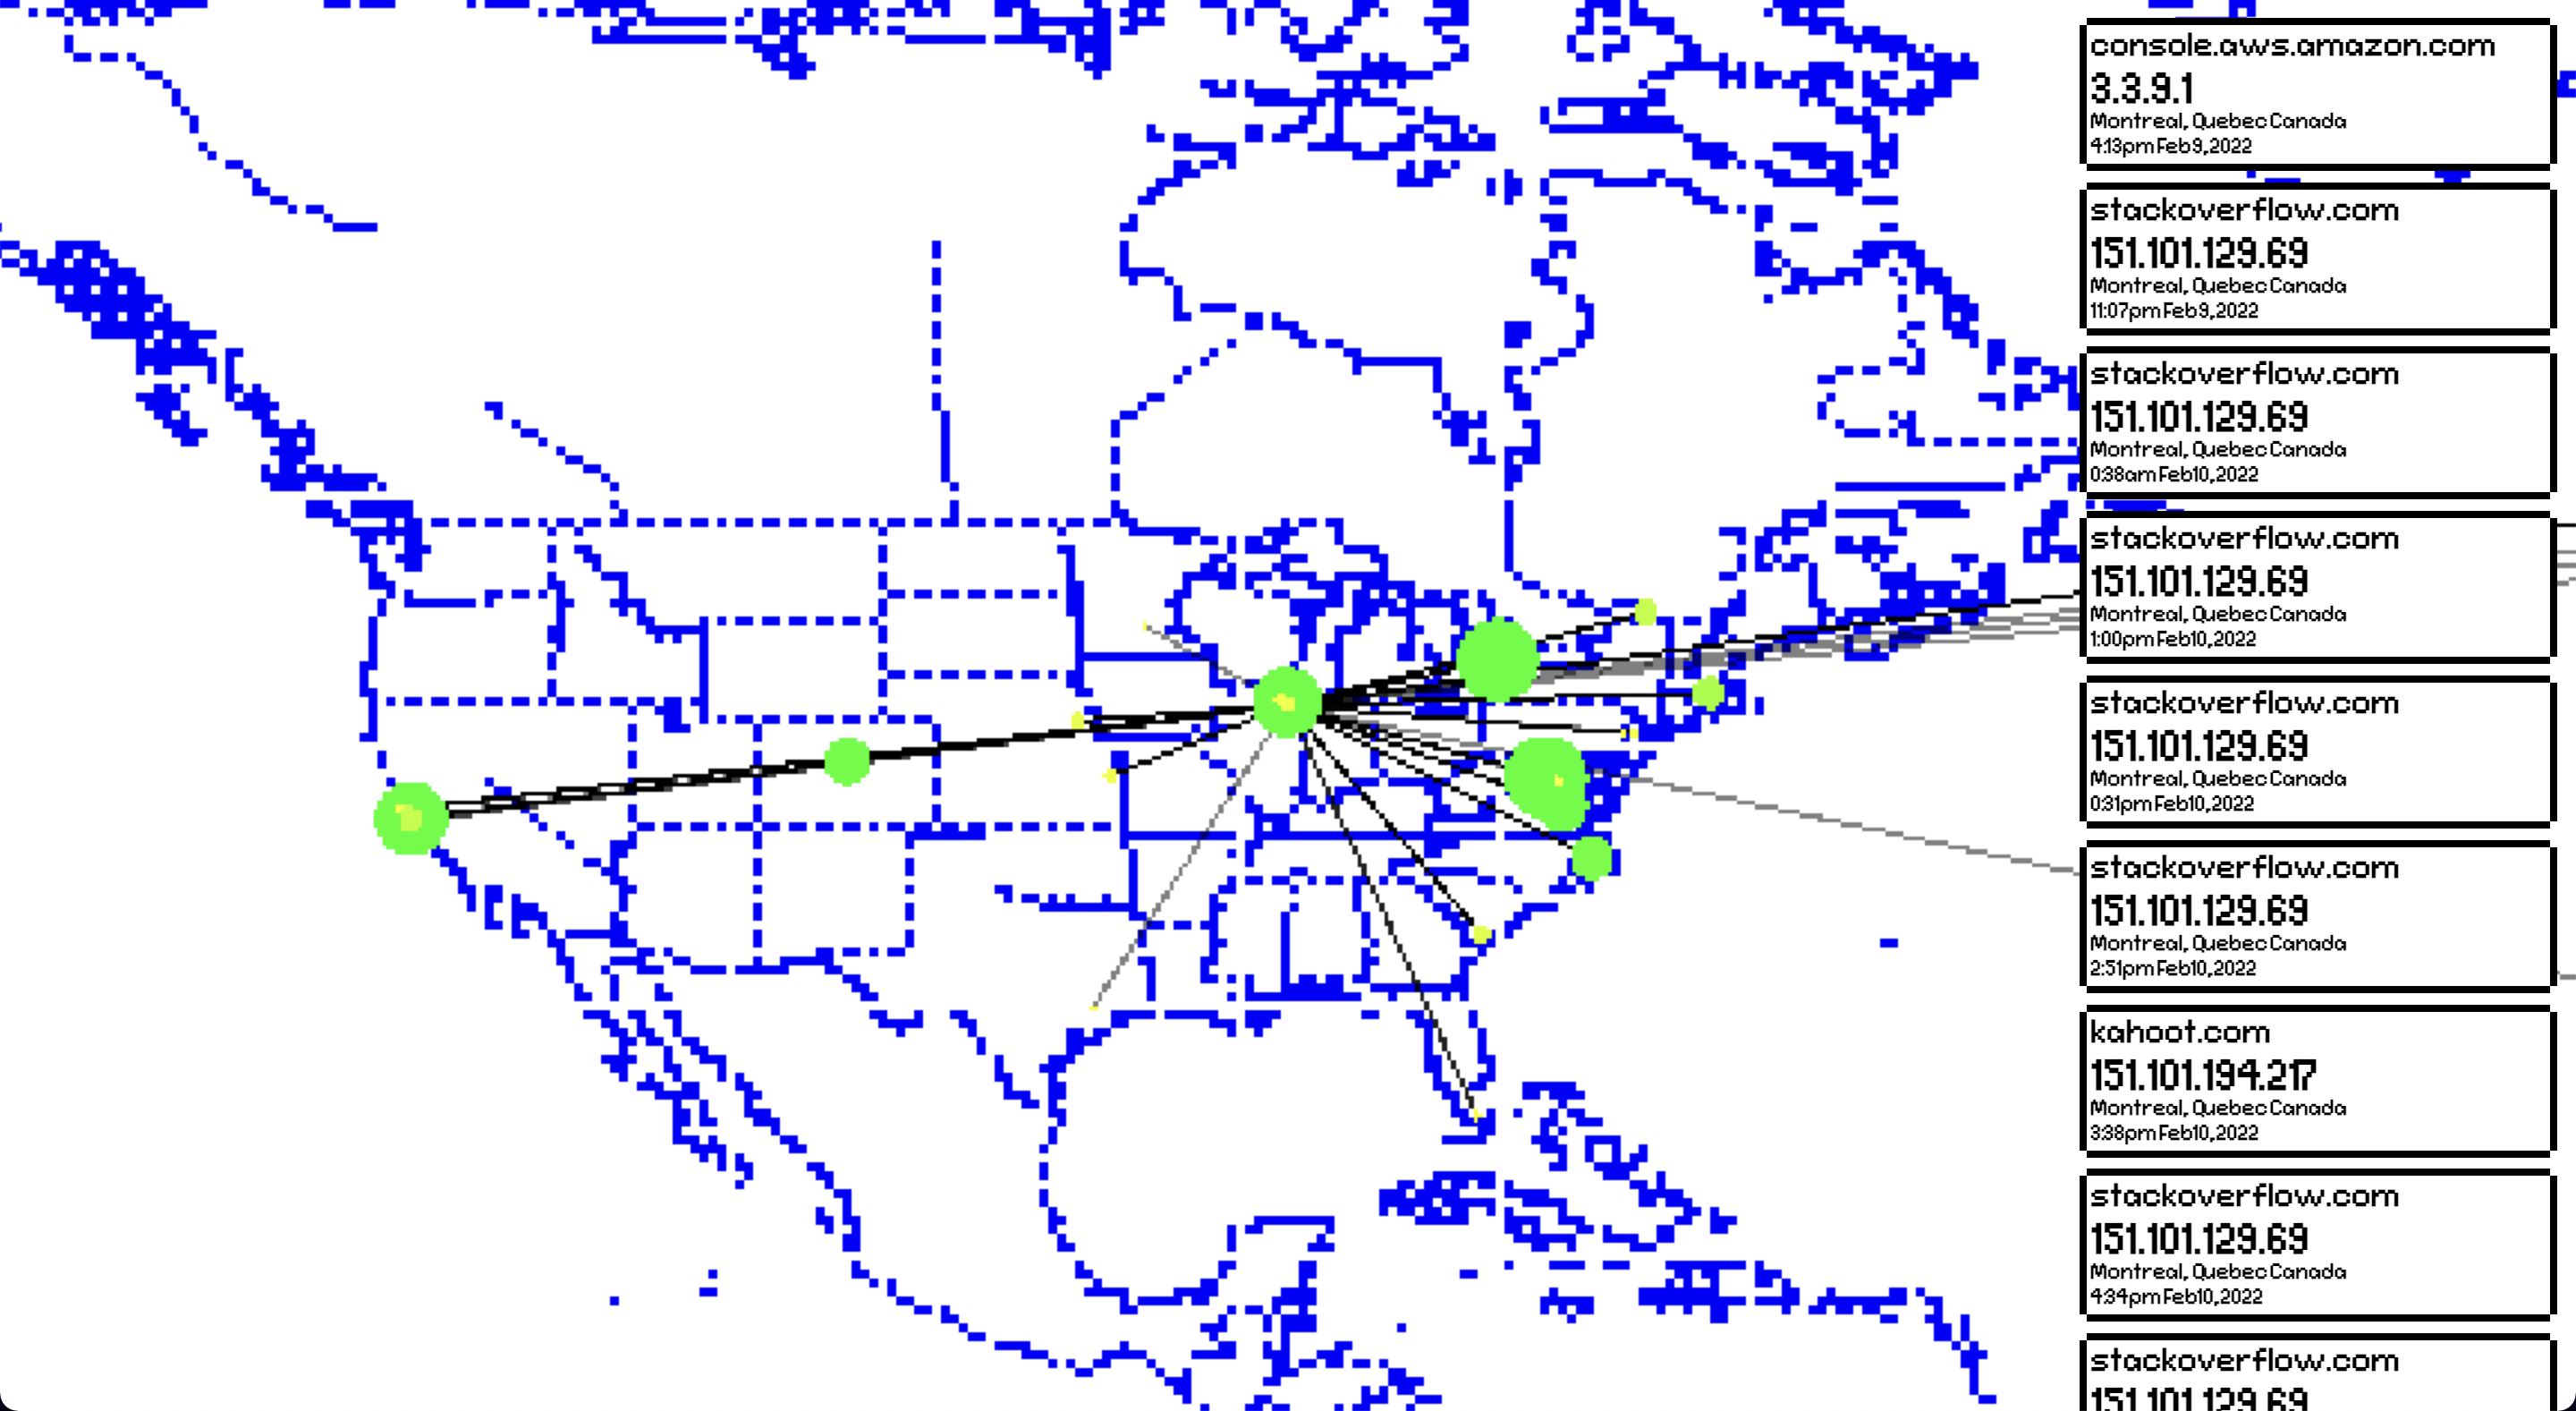 console.aws.amazon.com
3.3.9.1
Montreal, Quebec Canada
4:13pm Feb 9, 2022
stackoverflow.com
151.101.129.69
Montreal, Quebec Canada
11:07pm Feb 9, 2022
stackoverflow.com
151.101.129.69
Montreal, Quebec Canada
0:38am Feb 10, 2022
stackoverflow.com
151.101.129.69
Montreal, Quebec Canada
1:00pm Feb 10, 2022
stackoverflow.com
151.101.129.69
Montreal, Quebec Canada
0:31pm Feb 10, 2022
stackoverflow.com
151.101.129.69
Montreal, Quebec Canada
2:51pm Feb 10, 2022
kahoot.com
151.101.194.217
Montreal, Quebec Canada
3:38pm Feb 10, 2022
stackoverflow.com
151.101.129.69
Montreal, Quebec Canada
4:34pm Feb 10, 2022
stackoverflow.com
151.101.129.69